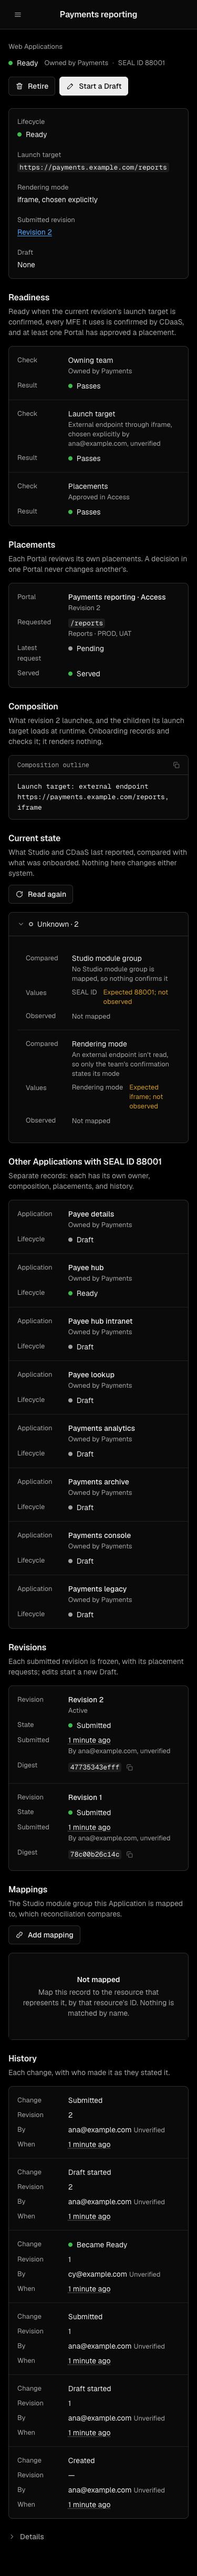 Payments reporting
Web Applications
Ready Owned by Payments · SEAL ID 88001
Retire
Start a Draft
Lifecycle
Ready
Launch target
https://payments.example.com/reports
Rendering mode
iframe, chosen explicitly
Submitted revision
Revision 2
Draft
None
Readiness
Ready when the current revision's launch target is
confirmed, every MFE it uses is confirmed by CDaaS,
and at least one Portal has approved a placement.
Check Owning team
Owned by Payments
Result Passes
Check Launch target
External endpoint through iframe,
chosen explicitly by
ana@example.com, unverified
Result Passes
Check Placements
Approved in Access
Result Passes
Placements
Each Portal reviews its own placements. A decision in
one Portal never changes another's.
Portal Payments reporting · Access
Revision 2
Requested /reports
Reports · PROD, UAT
Latest
request
Pending
Served Served
Composition
What revision 2 launches, and the children its launch
target loads at runtime. Onboarding records and
checks it; it renders nothing.
Composition outline
Launch target: external endpoint
https://payments.example.com/reports,
iframe
Current state
What Studio and CDaaS last reported, compared with
what was onboarded. Nothing here changes either
system.
Read again
Unknown · 2
Compared Studio module group
No Studio module group is
mapped, so nothing confirms it
Values SEAL ID Expected 88001; not
observed
Observed Not mapped
Compared Rendering mode
An external endpoint isn't read,
so only the team's confirmation
states its mode
Values Rendering mode Expected
iframe; not
observed
Observed Not mapped
Other Applications with SEAL ID 88001
Separate records: each has its own owner,
composition, placements, and history.
Application Payee details
Owned by Payments
Lifecycle Draft
Application Payee hub
Owned by Payments
Lifecycle Ready
Application Payee hub intranet
Owned by Payments
Lifecycle Draft
Application Payee lookup
Owned by Payments
Lifecycle Draft
Application Payments analytics
Owned by Payments
Lifecycle Draft
Application Payments archive
Owned by Payments
Lifecycle Draft
Application Payments console
Owned by Payments
Lifecycle Draft
Application Payments legacy
Owned by Payments
Lifecycle Draft
Revisions
Each submitted revision is frozen, with its placement
requests; edits start a new Draft.
Revision Revision 2
Active
State Submitted
Submitted 1 minute ago
By ana@example.com, unverified
Digest 47735343efff
Revision Revision 1
State Submitted
Submitted 1 minute ago
By ana@example.com, unverified
Digest 78c00b26c14c
Mappings
The Studio module group this Application is mapped
to, which reconciliation compares.
Add mapping
Not mapped
Map this record to the resource that
represents it, by that resource's ID. Nothing is
matched by name.
History
Each change, with who made it as they stated it.
Change Submitted
Revision 2
By ana@example.com Unverified
When 1 minute ago
Change Draft started
Revision 2
By ana@example.com Unverified
When 1 minute ago
Change Became Ready
Revision 1
By cy@example.com Unverified
When 1 minute ago
Change Submitted
Revision 1
By ana@example.com Unverified
When 1 minute ago
Change Draft started
Revision 1
By ana@example.com Unverified
When 1 minute ago
Change Created
Revision —
By ana@example.com Unverified
When 1 minute ago
Details